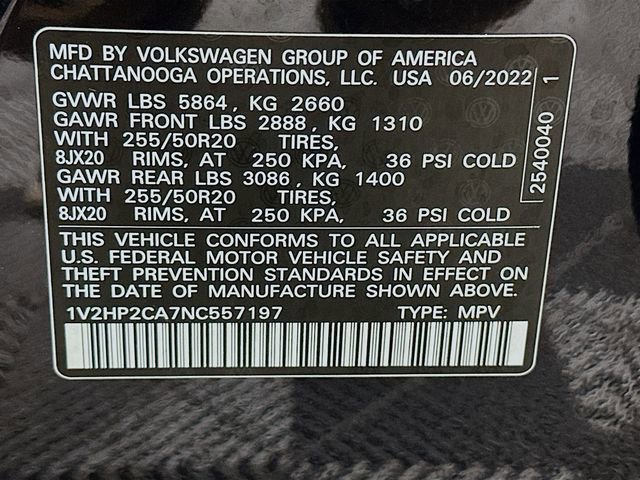 MFD BY VOLKSWAGEN GROUP OF AMERICA
CHATTANOOGA OPERATIONS, LLC. USA 06/2022
GVWR LBS 5864, KG 2660
GAWR FRONT LBS 2888, KG 1310
WITH 255/50R20 TIRES,
8JX20 RIMS, AT 250 KPA, 36 PSI COLD
GAWR REAR LBS 3086, KG 1400
WITH 255/50R20 TIRES,
8JX20 RIMS, AT 250 KPA, 36 PSI COLD
THIS VEHICLE CONFORMS TO ALL APPLICABLE
U.S. FEDERAL MOTOR VEHICLE SAFETY AND
THEFT PREVENTION STANDARDS IN EFFECT ON
THE DATE OF MANUFACTURE SHOWN ABOVE.
1V2HP2CA7NC557197 TYPE: MPV
2540040 1